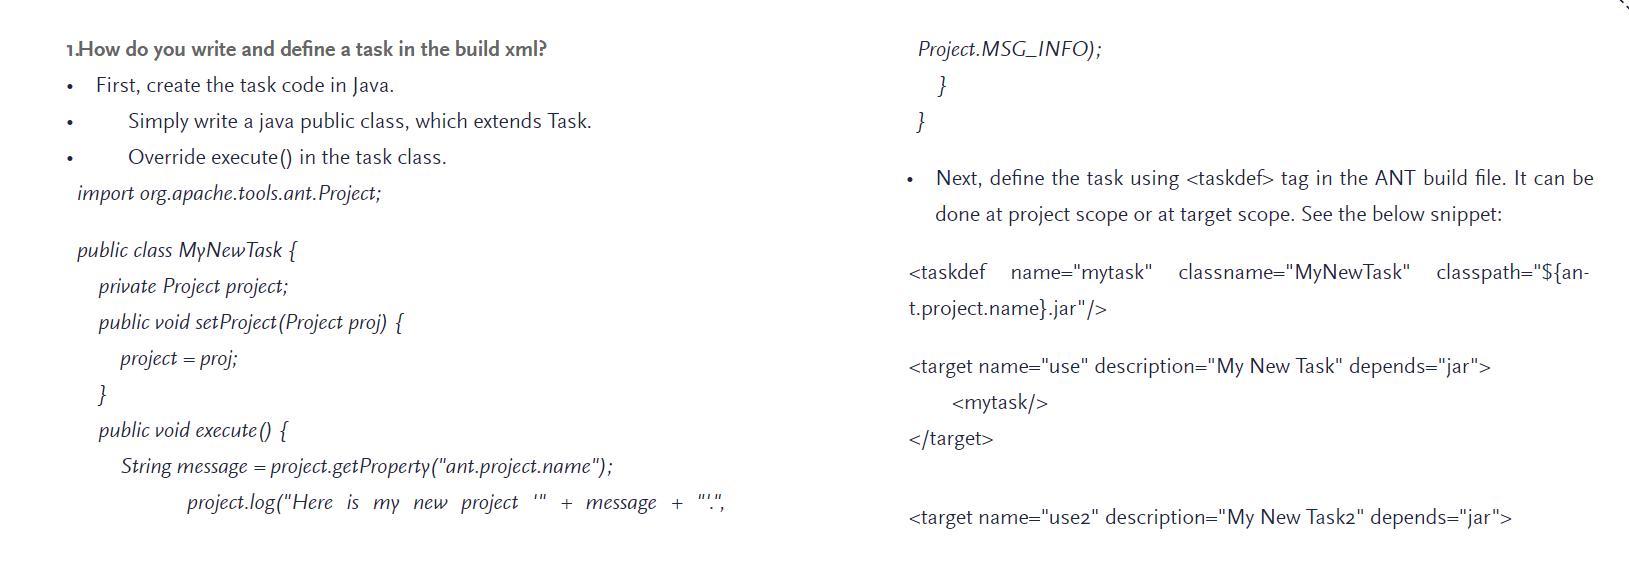 1.How do you write and define a task in the build xml?
• First, create the task code in Java.
• Simply write a java public class, which extends Task.
• Override execute() in the task class.
import org.apache.tools.ant.Project;
public class MyNewTask {
private Project project;
public void setProject(Project proj) {
project = proj;
}
public void execute() {
String message = project.getProperty("ant.project.name");
project.log("Here is my new project '" + message + "'.",
Project.MSG_INFO);
}
}
• Next, define the task using <taskdef> tag in the ANT build file. It can be
done at project scope or at target scope. See the below snippet:
<taskdef name="mytask" classname="MyNewTask" classpath="${an-
t.project.name}.jar"/>
<target name="use" description="My New Task" depends="jar">
<mytask/>
</target>
<target name="use2" description="My New Task2" depends="jar">